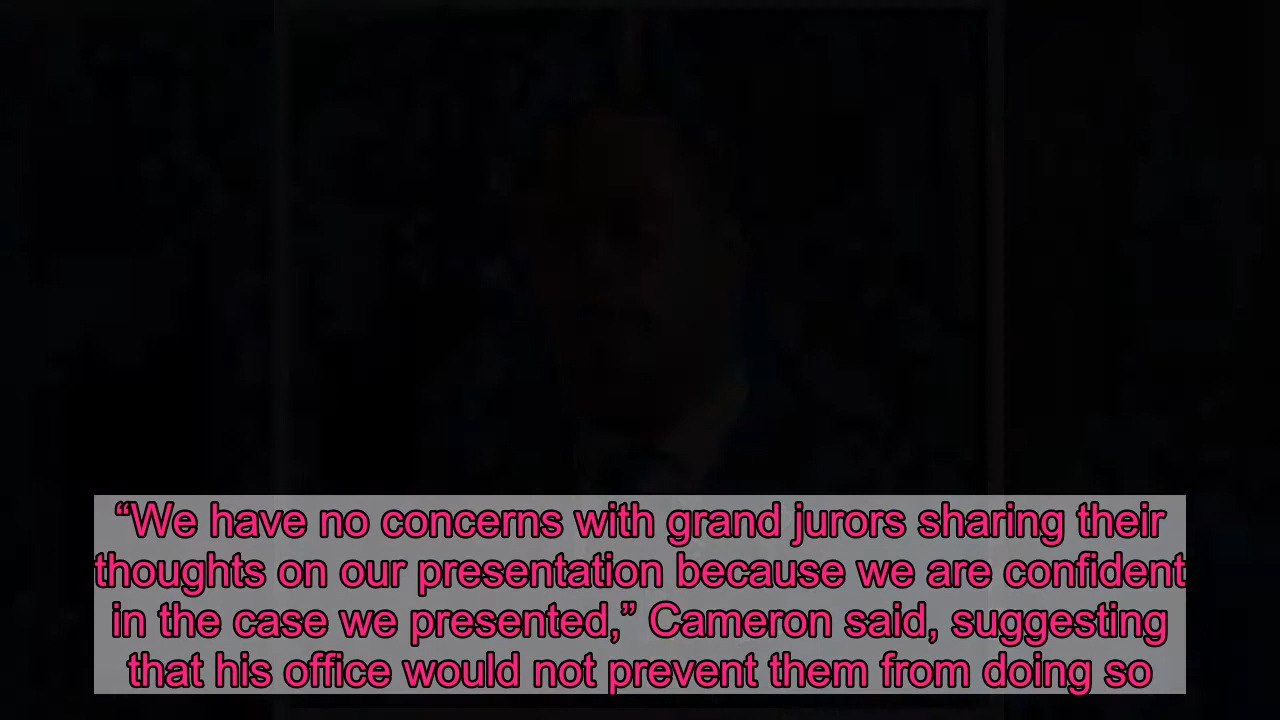 “We have no concerns with grand jurors sharing their
thoughts on our presentation because we are confident
in the case we presented,” Cameron said, suggesting
that his office would not prevent them from doing so